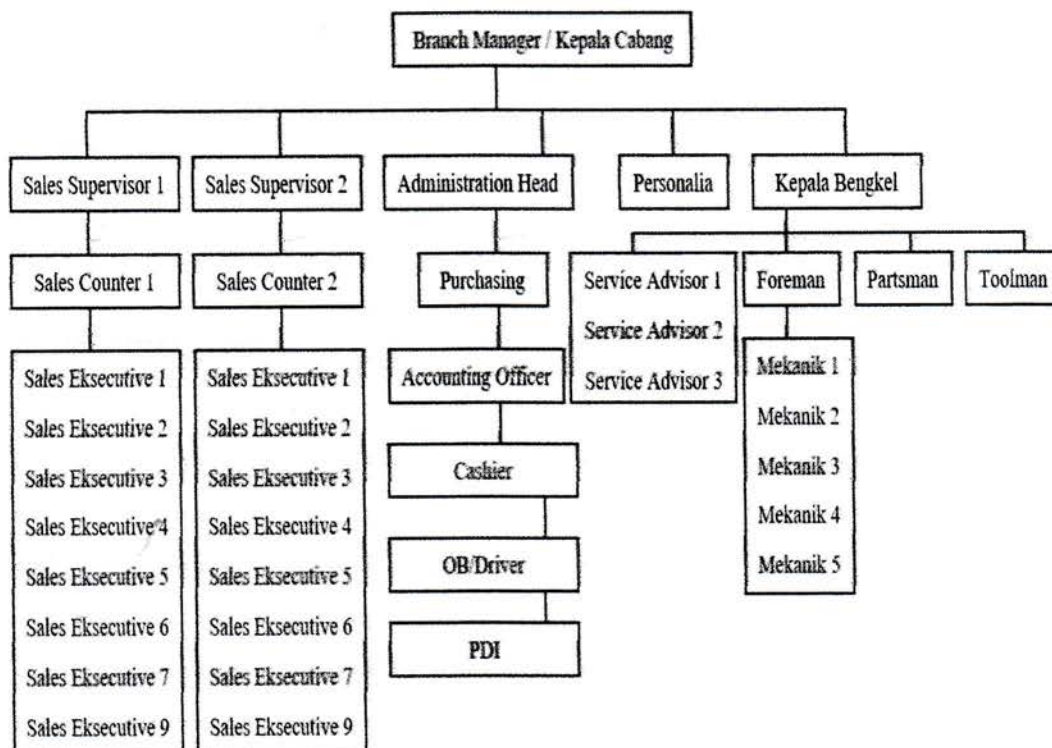 Branch Manager / Kepala Cabang
Sales Supervisor 1
Sales Supervisor 2
Administration Head
Personalia
Kepala Bengkel
Sales Counter 1
Sales Counter 2
Purchasing
Service Advisor 1
Service Advisor 2
Service Advisor 3
Foreman
Partsman
Toolman
Sales Eksecutive 1
Sales Eksecutive 2
Sales Eksecutive 3
Sales Eksecutive 4
Sales Eksecutive 5
Sales Eksecutive 6
Sales Eksecutive 7
Sales Eksecutive 9
Sales Eksecutive 1
Sales Eksecutive 2
Sales Eksecutive 3
Sales Eksecutive 4
Sales Eksecutive 5
Sales Eksecutive 6
Sales Eksecutive 7
Sales Eksecutive 9
Accounting Officer
Cashier
OB/Driver
PDI
Mekanik 1
Mekanik 2
Mekanik 3
Mekanik 4
Mekanik 5